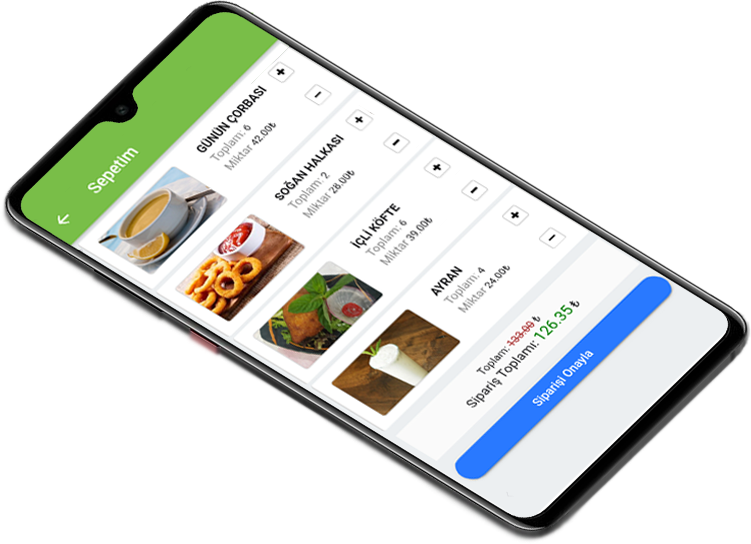 Sepetim
GÜNÜN ÇORBASI
Toplam: 6
Miktar 42.00₺
SOĞAN HALKASI
Toplam: 2
Miktar 28.00₺
İÇLİ KÖFTE
Toplam: 6
Miktar 39.00₺
AYRAN
Toplam: 4
Miktar 24.00₺
Toplam: 133.00 ₺
Sipariş Toplamı: 126.35 ₺
Siparişi Onayla